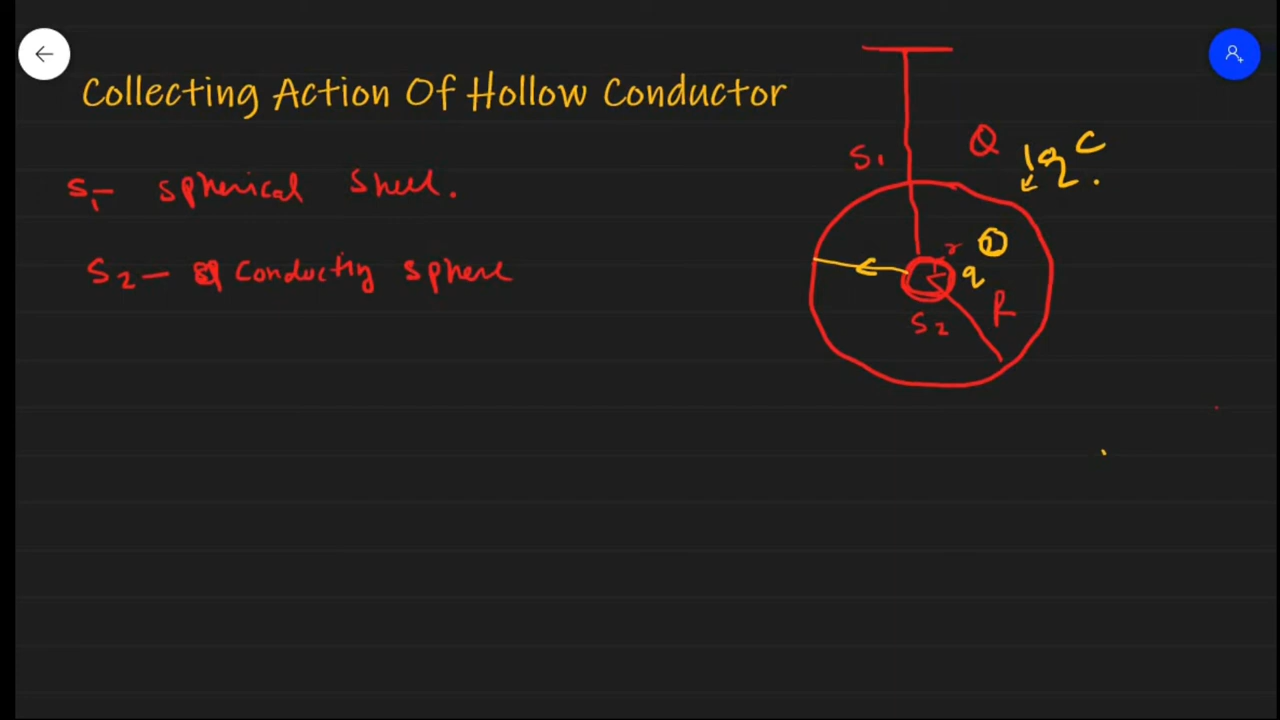 Collecting Action Of Hollow Conductor
S₁ - Spherical Shell.
S₂ - Conducting sphere
S₁
Q
q
r
q
R
S₂